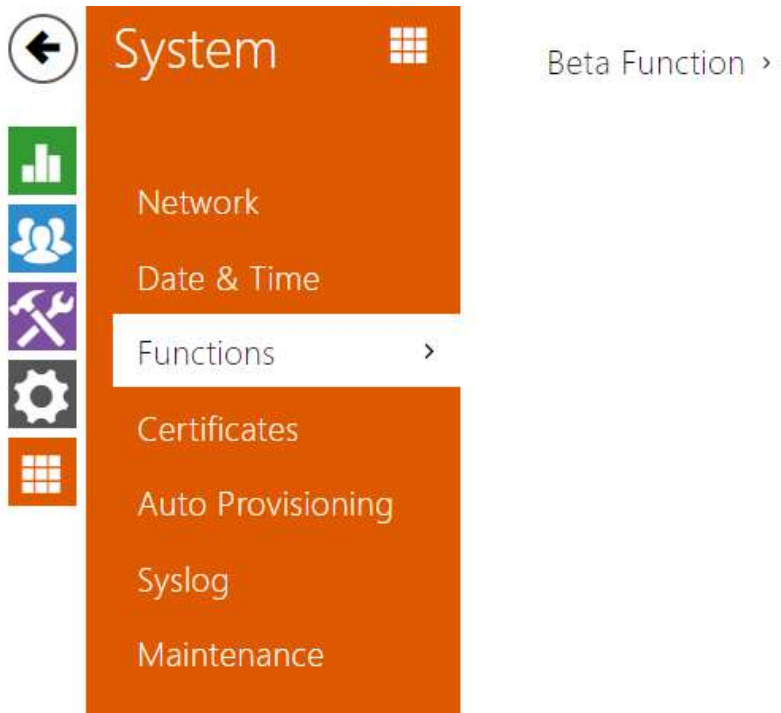 System
Beta Function ›
Network
Date & Time
Functions ›
Certificates
Auto Provisioning
Syslog
Maintenance